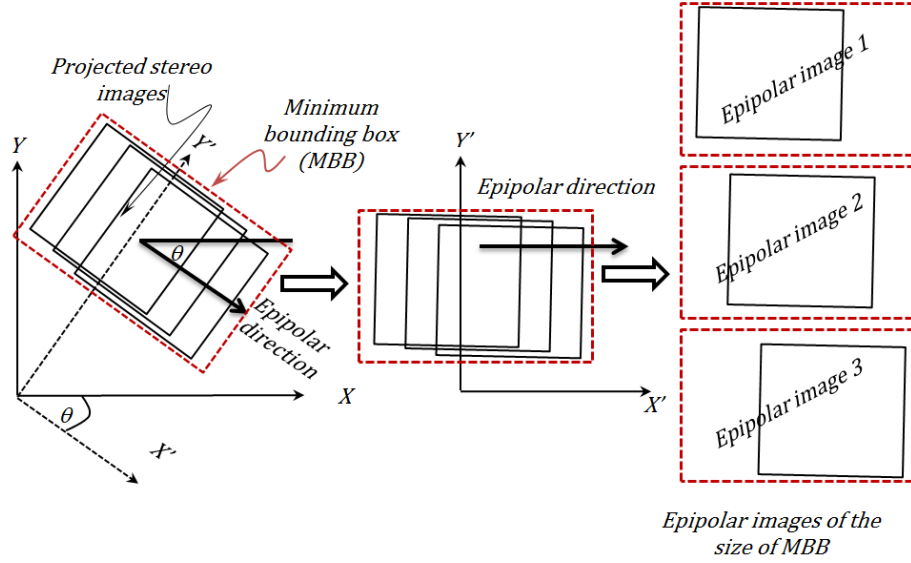 Projected stereo
images
Minimum
bounding box
(MBB)
Y
Y'
θ
Epipolar
direction
X
θ
X'
Y'
Epipolar direction
X'
Epipolar image 1
Epipolar image 2
Epipolar image 3
Epipolar images of the
size of MBB